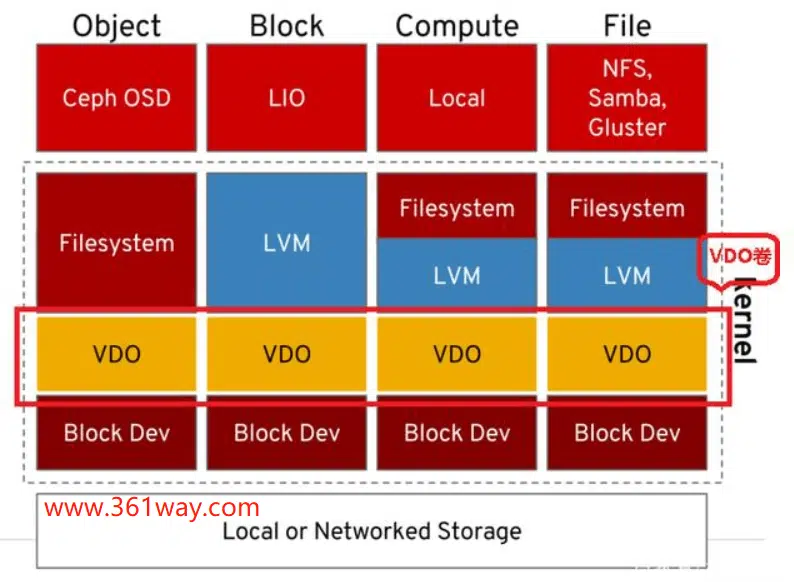 Object Block Compute File
Ceph OSD LIO Local NFS,
Samba,
Gluster
Filesystem LVM Filesystem Filesystem
LVM LVM
VDO卷
kernel
VDO VDO VDO VDO
Block Dev Block Dev Block Dev Block Dev
www.361way.com
Local or Networked Storage